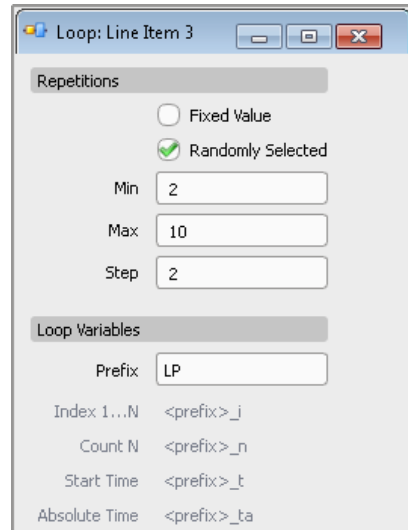 Loop: Line Item 3
Repetitions
Fixed Value
Randomly Selected
Min 2
Max 10
Step 2
Loop Variables
Prefix LP
Index 1...N <prefix>_i
Count N <prefix>_n
Start Time <prefix>_t
Absolute Time <prefix>_ta